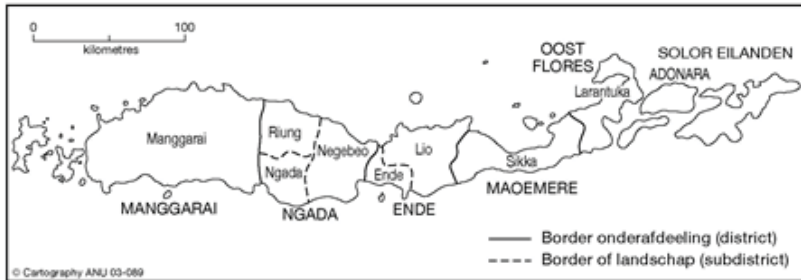 0 100
kilometres
OOST
FLORES
SOLOR EILANDEN
ADONARA
Larantuka
Manggarai
Riung
Negebeo
Lio
Ngada
Ende
Sikka
MANGGARAI
NGADA
ENDE
MAOEMERE
Border onderafdeeling (district)
Border of landschap (subdistrict)
© Cartography ANU 03-089